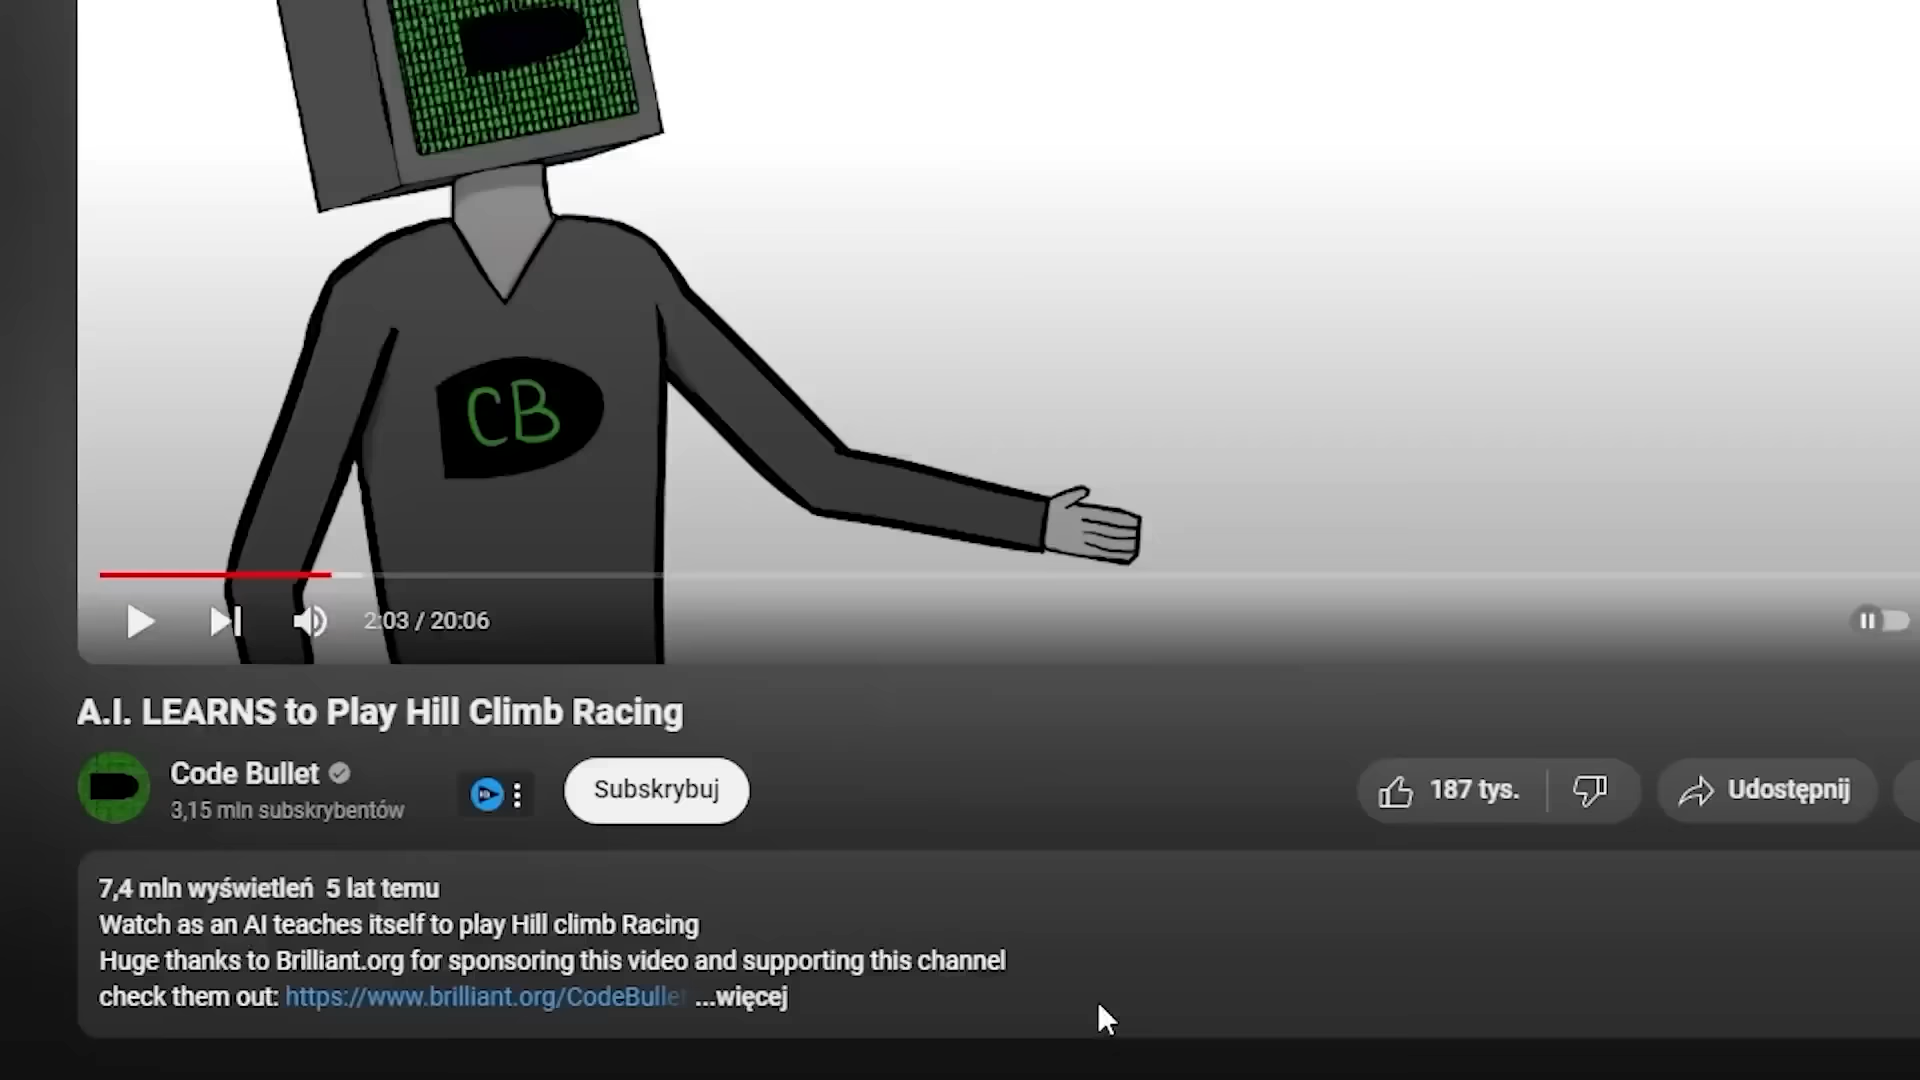 CB
2:03 / 20:06
A.I. LEARNS to Play Hill Climb Racing
Code Bullet
3,15 mln subskrybentów
Subskrybuj
187 tys.
Udostępnij
7,4 mln wyświetleń 5 lat temu
Watch as an AI teaches itself to play Hill climb Racing
Huge thanks to Brilliant.org for sponsoring this video and supporting this channel
check them out: https://www.brilliant.org/CodeBulle ...więcej